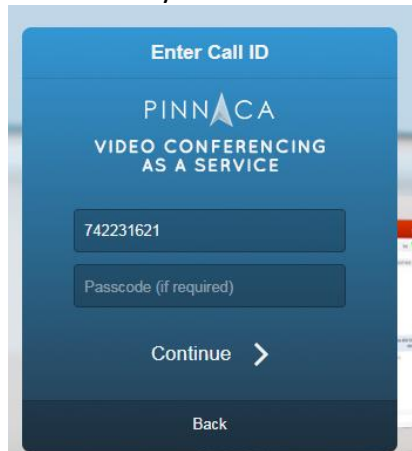 Enter Call ID
PINNACA
VIDEO CONFERENCING
AS A SERVICE
742231621
Passcode (if required)
Continue
Back